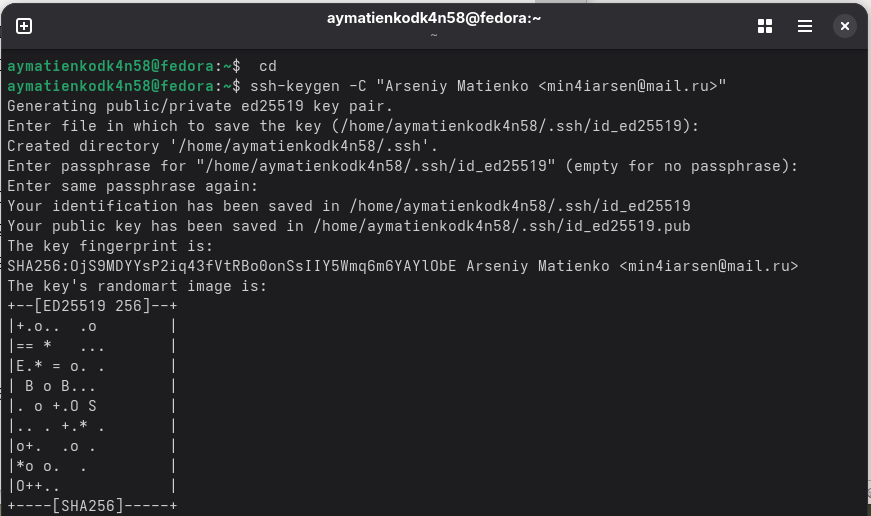 aymatienkodk4n58@fedora:~
~
aymatienkodk4n58@fedora:~$  cd
aymatienkodk4n58@fedora:~$ ssh-keygen -C "Arseniy Matienko <min4iarsen@mail.ru>"
Generating public/private ed25519 key pair.
Enter file in which to save the key (/home/aymatienkodk4n58/.ssh/id_ed25519):
Created directory '/home/aymatienkodk4n58/.ssh'.
Enter passphrase for "/home/aymatienkodk4n58/.ssh/id_ed25519" (empty for no passphrase):
Enter same passphrase again:
Your identification has been saved in /home/aymatienkodk4n58/.ssh/id_ed25519
Your public key has been saved in /home/aymatienkodk4n58/.ssh/id_ed25519.pub
The key fingerprint is:
SHA256:OjS9MDYYsP2iq43fVtRBo0onSsIIY5Wmq6m6YAYlObE Arseniy Matienko <min4iarsen@mail.ru>
The key's randomart image is:
+--[ED25519 256]--+
|+.o..  .o        |
|== *   ...       |
|E.* = o. .       |
| B o B...        |
|. o +.O S        |
|.. . +.* .       |
|o+.  .o .        |
|*o o.  .         |
|O++..            |
+----[SHA256]-----+